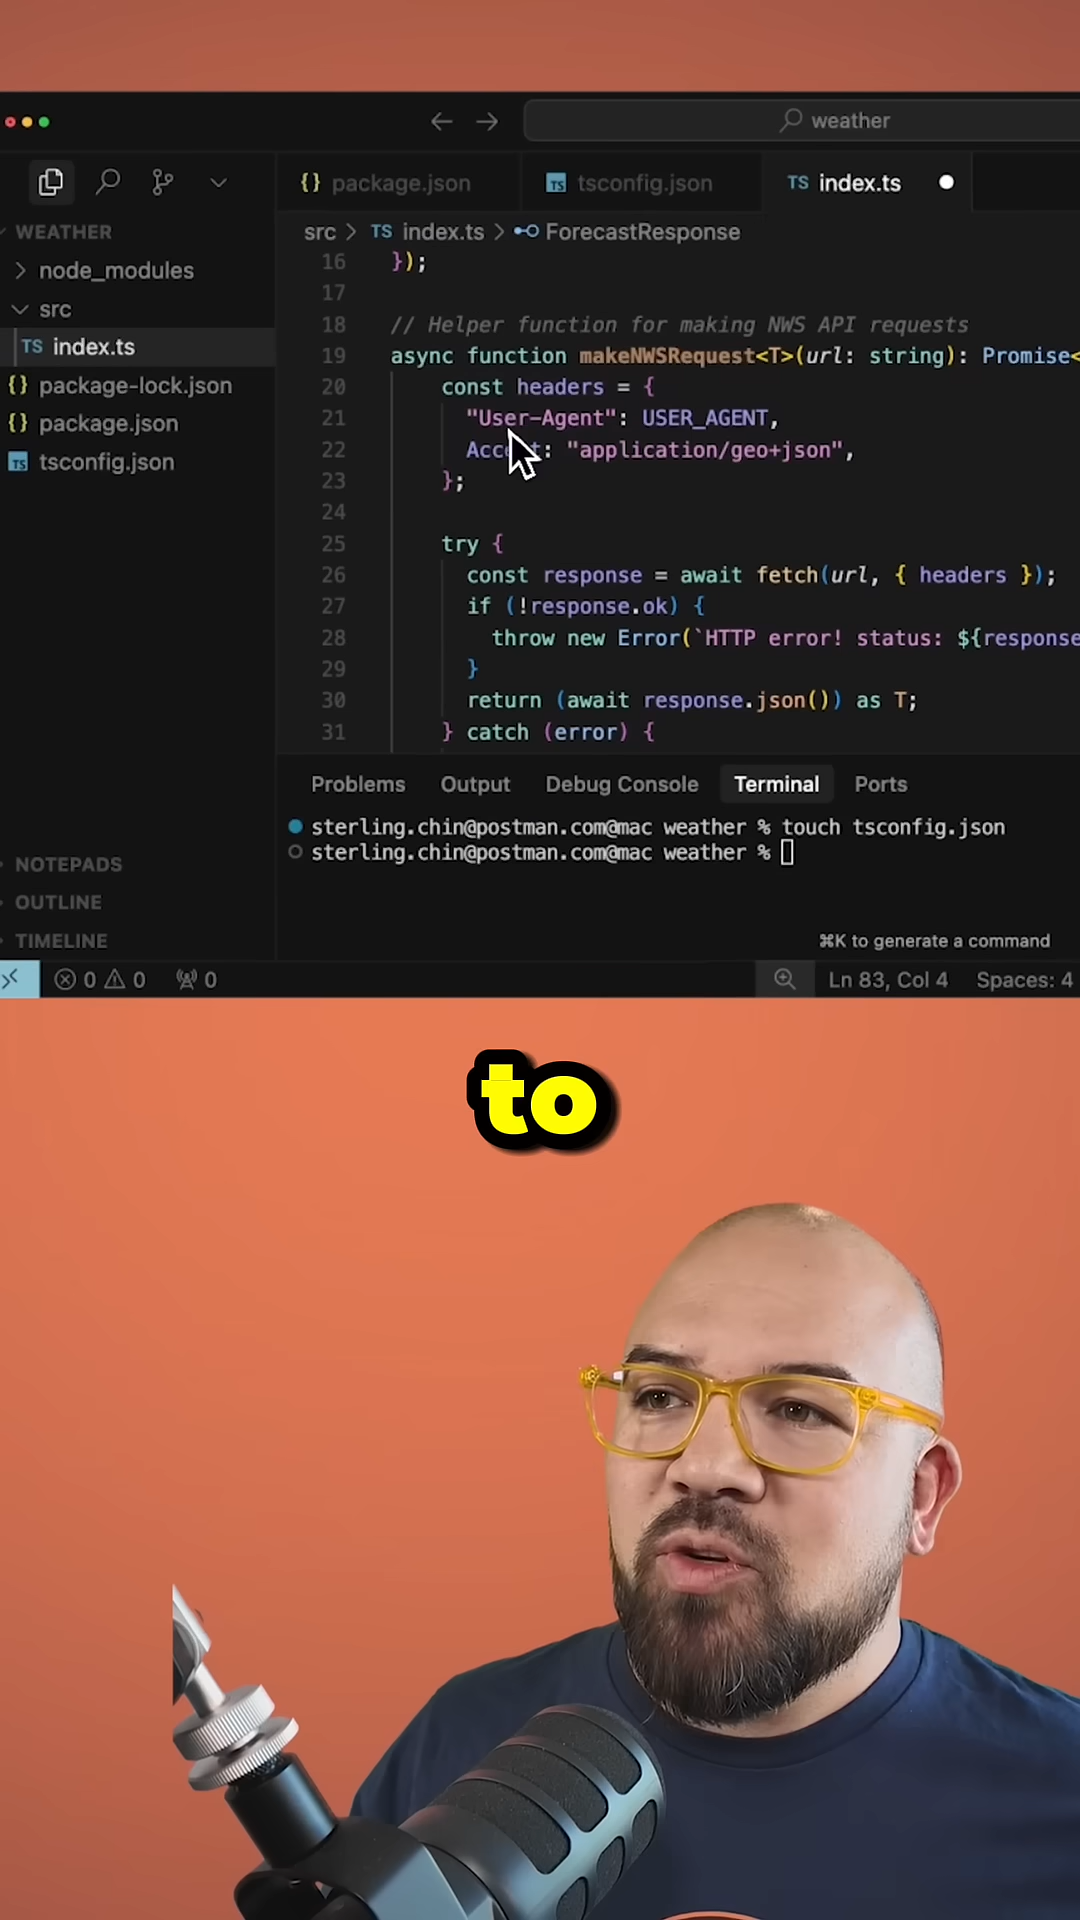 weather
{} package.json
TS tsconfig.json
TS index.ts
WEATHER
node_modules
src
TS index.ts
{} package-lock.json
{} package.json
TS tsconfig.json
NOTEPADS
OUTLINE
TIMELINE
src > TS index.ts > ForecastResponse
16 });
17
18 // Helper function for making NWS API requests
19 async function makeNWSRequest<T>(url: string): Promise<
20 const headers = {
21 "User-Agent": USER_AGENT,
22 Accept: "application/geo+json",
23 };
24
25 try {
26 const response = await fetch(url, { headers });
27 if (!response.ok) {
28 throw new Error(`HTTP error! status: ${response
29 }
30 return (await response.json()) as T;
31 } catch (error) {
Problems Output Debug Console Terminal Ports
sterling.chin@postman.com@mac weather % touch tsconfig.json
sterling.chin@postman.com@mac weather %
⌘K to generate a command
0 0 0 Ln 83, Col 4 Spaces: 4
to